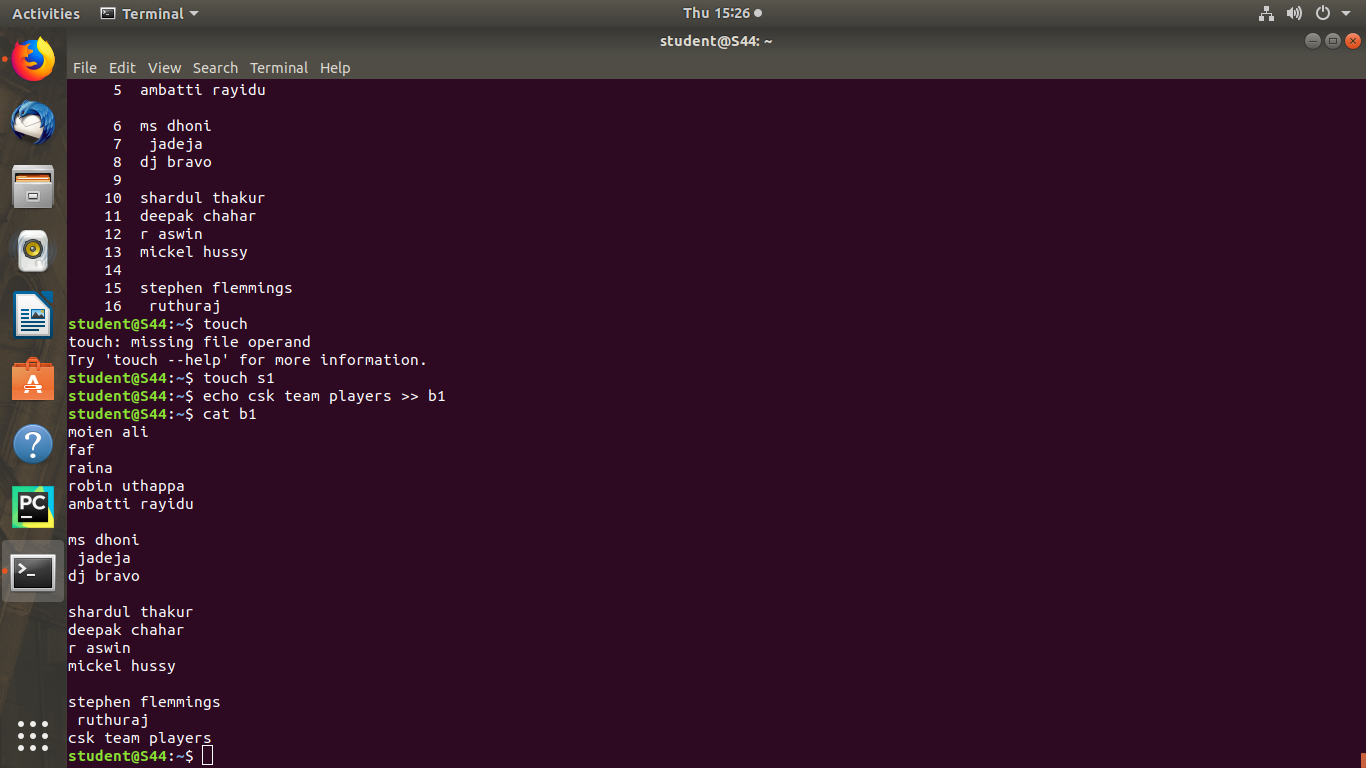 Activities Terminal Thu 15:26
student@S44: ~
File Edit View Search Terminal Help
5 ambatti rayidu
6 ms dhoni
7 jadeja
8 dj bravo
9
10 shardul thakur
11 deepak chahar
12 r aswin
13 mickel hussy
14
15 stephen flemmings
16 ruthuraj
student@S44:~$ touch
touch: missing file operand
Try 'touch --help' for more information.
student@S44:~$ touch s1
student@S44:~$ echo csk team players >> b1
student@S44:~$ cat b1
moien ali
faf
raina
robin uthappa
ambatti rayidu
ms dhoni
jadeja
dj bravo
shardul thakur
deepak chahar
r aswin
mickel hussy
stephen flemmings
ruthuraj
csk team players
student@S44:~$
PC